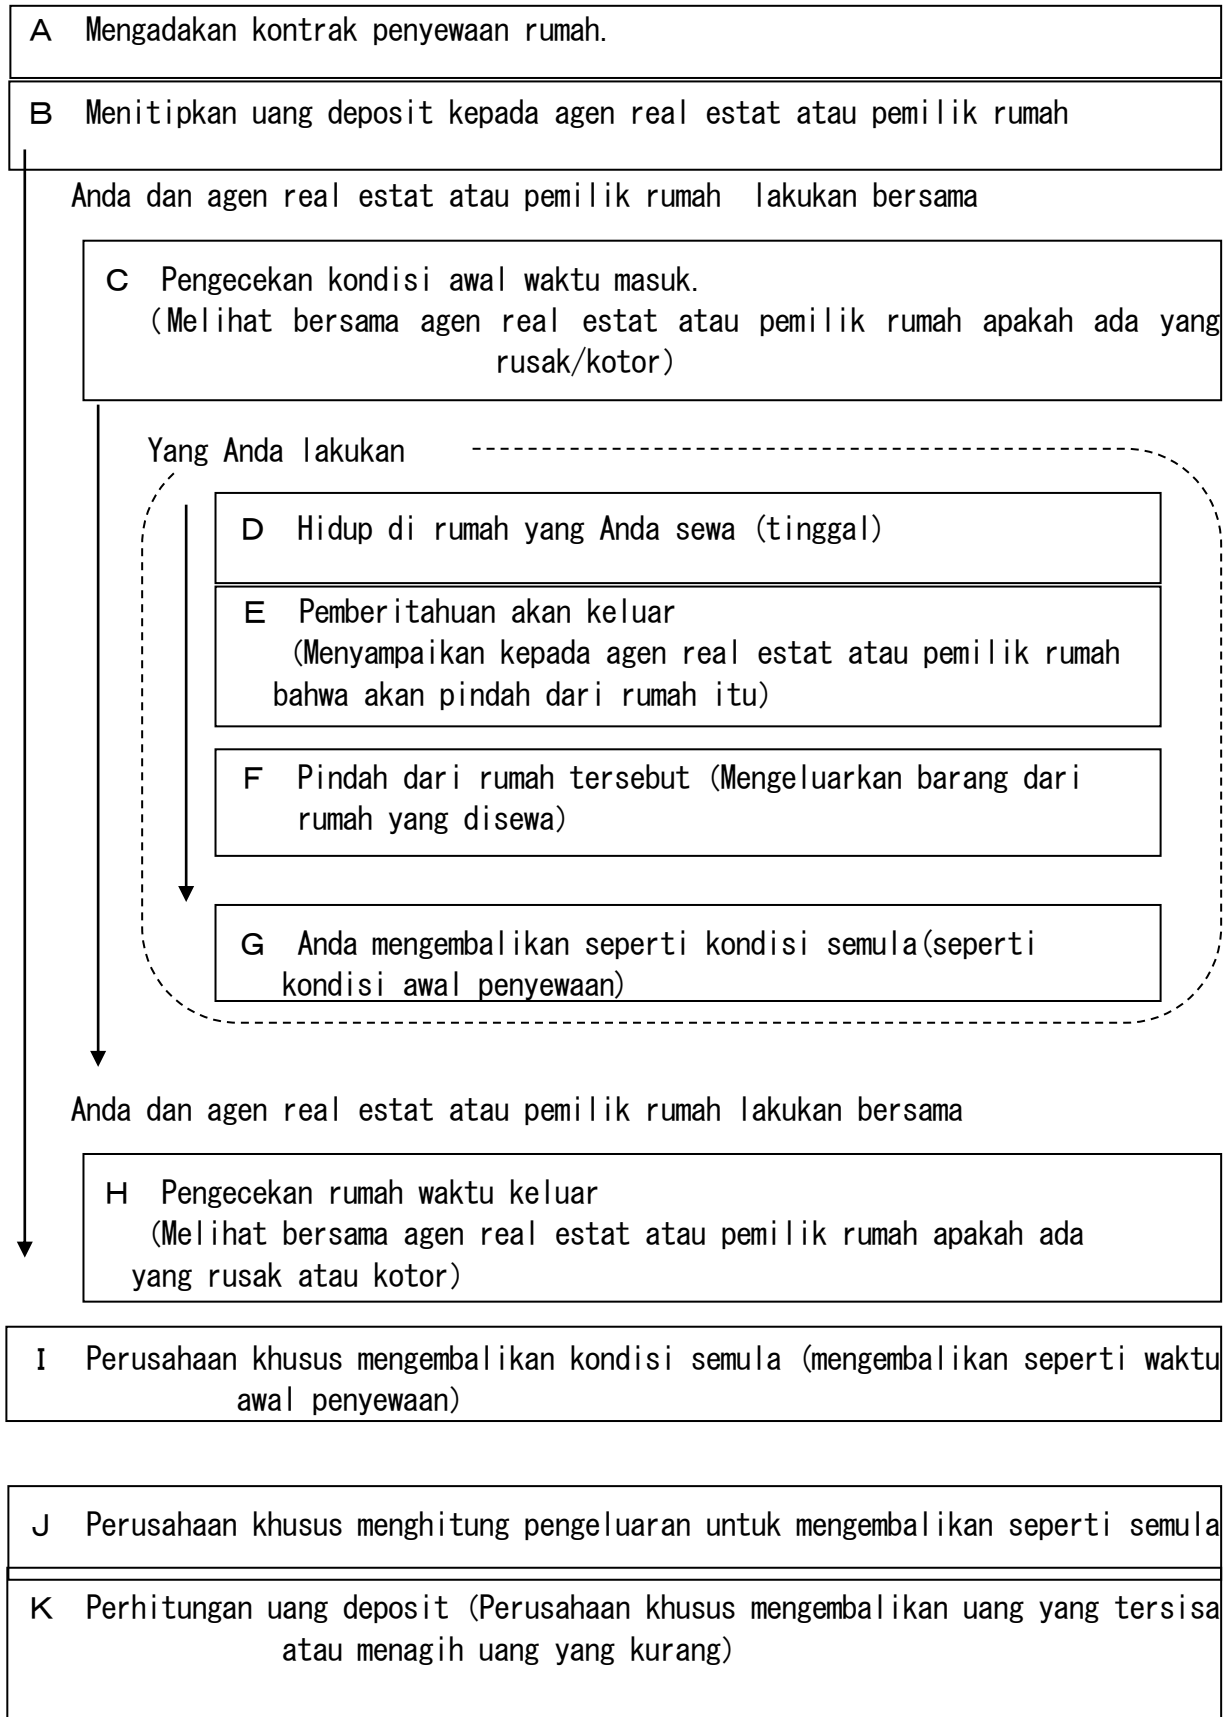 A Mengadakan kontrak penyewaan rumah.
B Menitipkan uang deposit kepada agen real estat atau pemilik rumah
Anda dan agen real estat atau pemilik rumah lakukan bersama
C Pengecekan kondisi awal waktu masuk.
(Melihat bersama agen real estat atau pemilik rumah apakah ada yang
rusak/kotor)
Yang Anda lakukan
D Hidup di rumah yang Anda sewa (tinggal)
E Pemberitahuan akan keluar
(Menyampaikan kepada agen real estat atau pemilik rumah
bahwa akan pindah dari rumah itu)
F Pindah dari rumah tersebut (Mengeluarkan barang dari
rumah yang disewa)
G Anda mengembalikan seperti kondisi semula(seperti
kondisi awal penyewaan)
Anda dan agen real estat atau pemilik rumah lakukan bersama
H Pengecekan rumah waktu keluar
(Melihat bersama agen real estat atau pemilik rumah apakah ada
yang rusak atau kotor)
I Perusahaan khusus mengembalikan kondisi semula (mengembalikan seperti waktu
awal penyewaan)
J Perusahaan khusus menghitung pengeluaran untuk mengembalikan seperti semula
K Perhitungan uang deposit (Perusahaan khusus mengembalikan uang yang tersisa
atau menagih uang yang kurang)